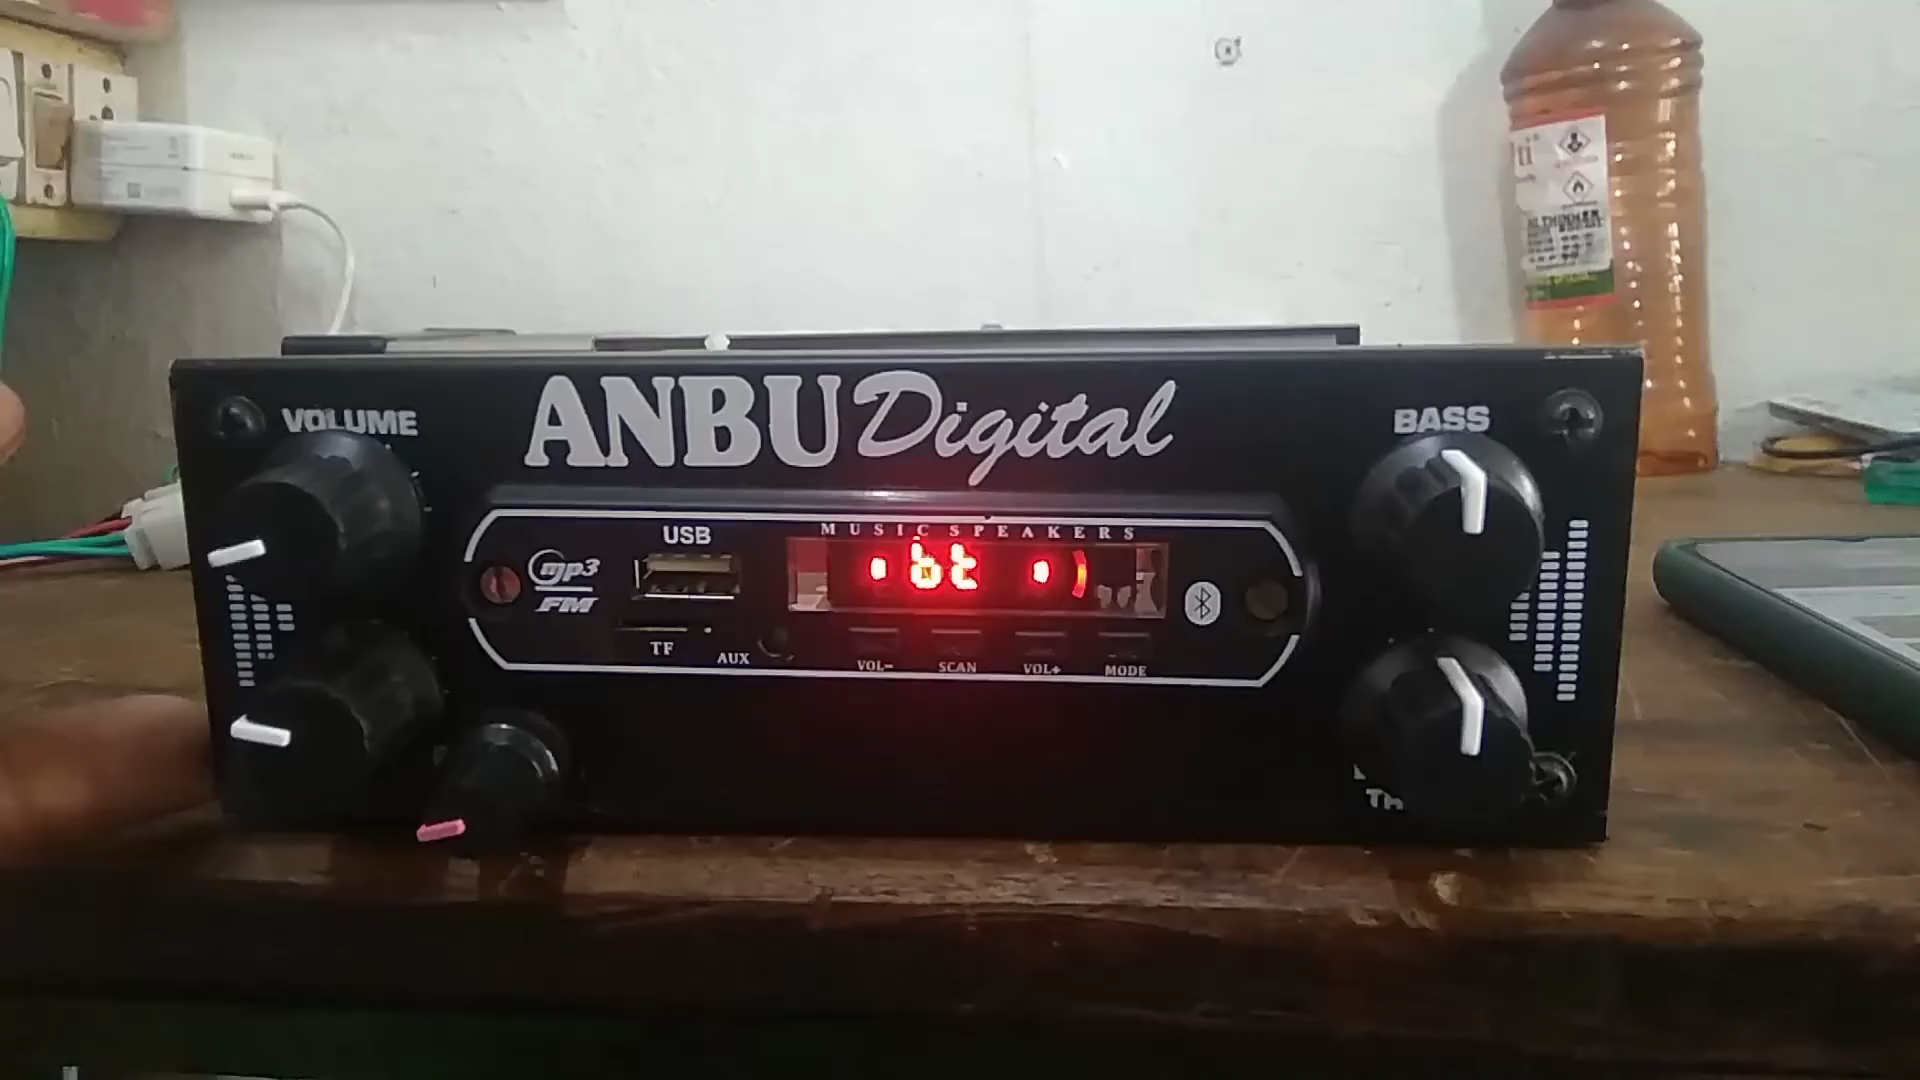 VOLUME
ANBU Digital
BASS
USB
MUSIC SPEAKERS
mp3
FM
bt
TF
AUX
VOL-
SCAN
VOL+
MODE